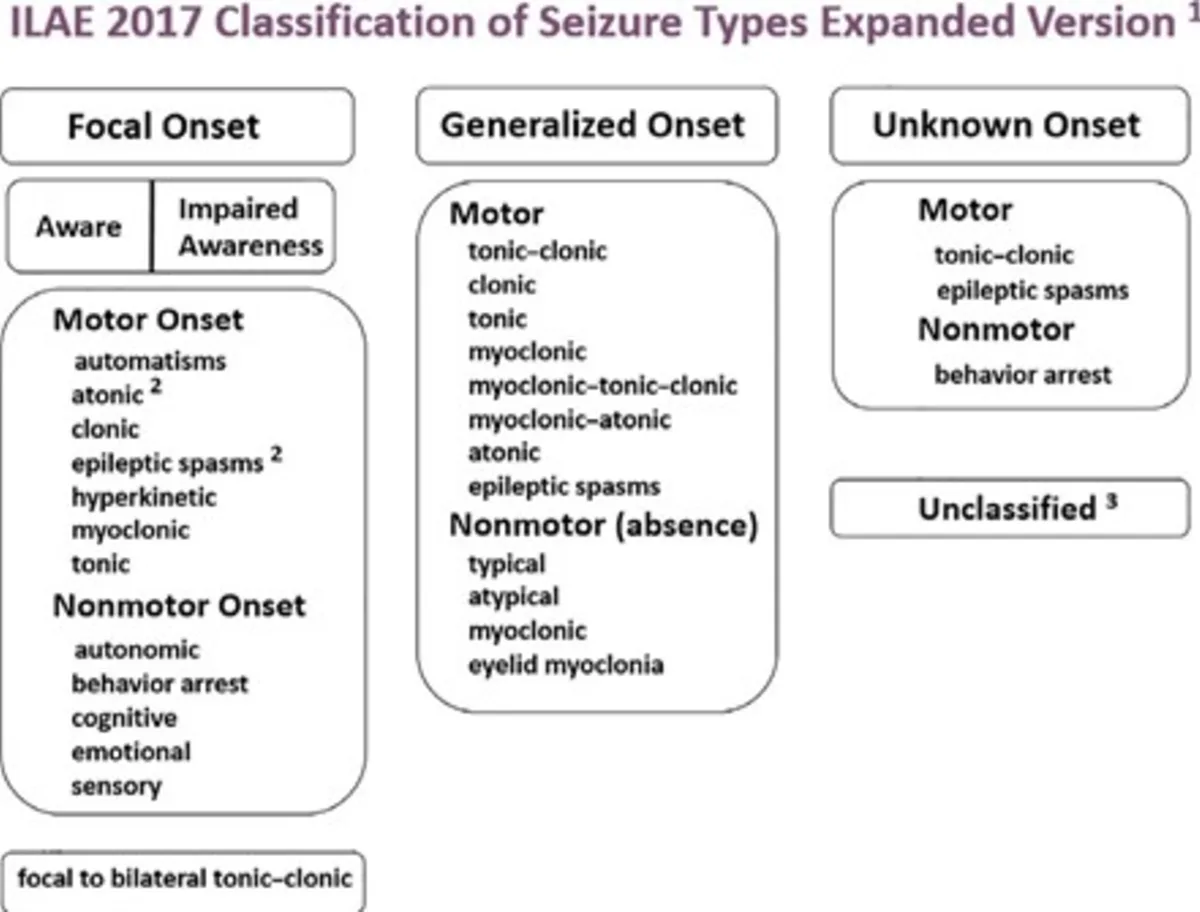 ILAE 2017 Classification of Seizure Types Expanded Version ¹
Focal Onset
Aware
Impaired
Awareness
Motor Onset
automatisms
atonic ²
clonic
epileptic spasms ²
hyperkinetic
myoclonic
tonic
Nonmotor Onset
autonomic
behavior arrest
cognitive
emotional
sensory
focal to bilateral tonic–clonic
Generalized Onset
Motor
tonic–clonic
clonic
tonic
myoclonic
myoclonic–tonic–clonic
myoclonic–atonic
atonic
epileptic spasms
Nonmotor (absence)
typical
atypical
myoclonic
eyelid myoclonia
Unknown Onset
Motor
tonic–clonic
epileptic spasms
Nonmotor
behavior arrest
Unclassified ³